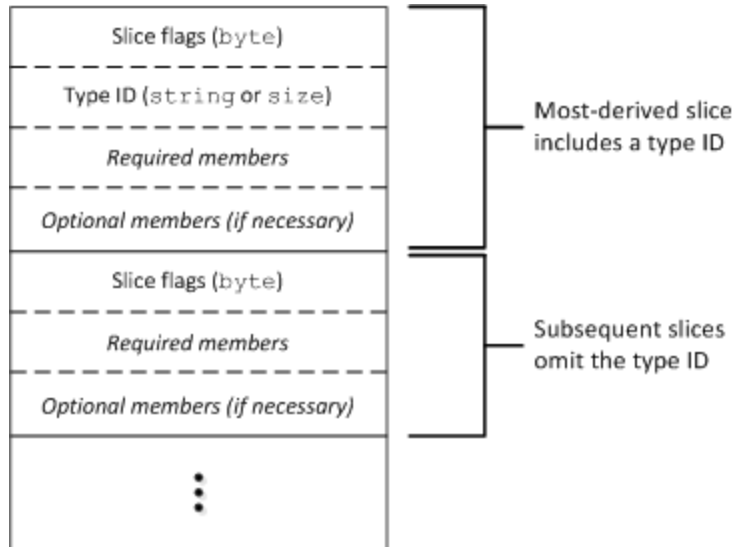 Slice flags (byte)
Type ID (string or size)
Required members
Optional members (if necessary)
Slice flags (byte)
Required members
Optional members (if necessary)
Most-derived slice
includes a type ID
Subsequent slices
omit the type ID